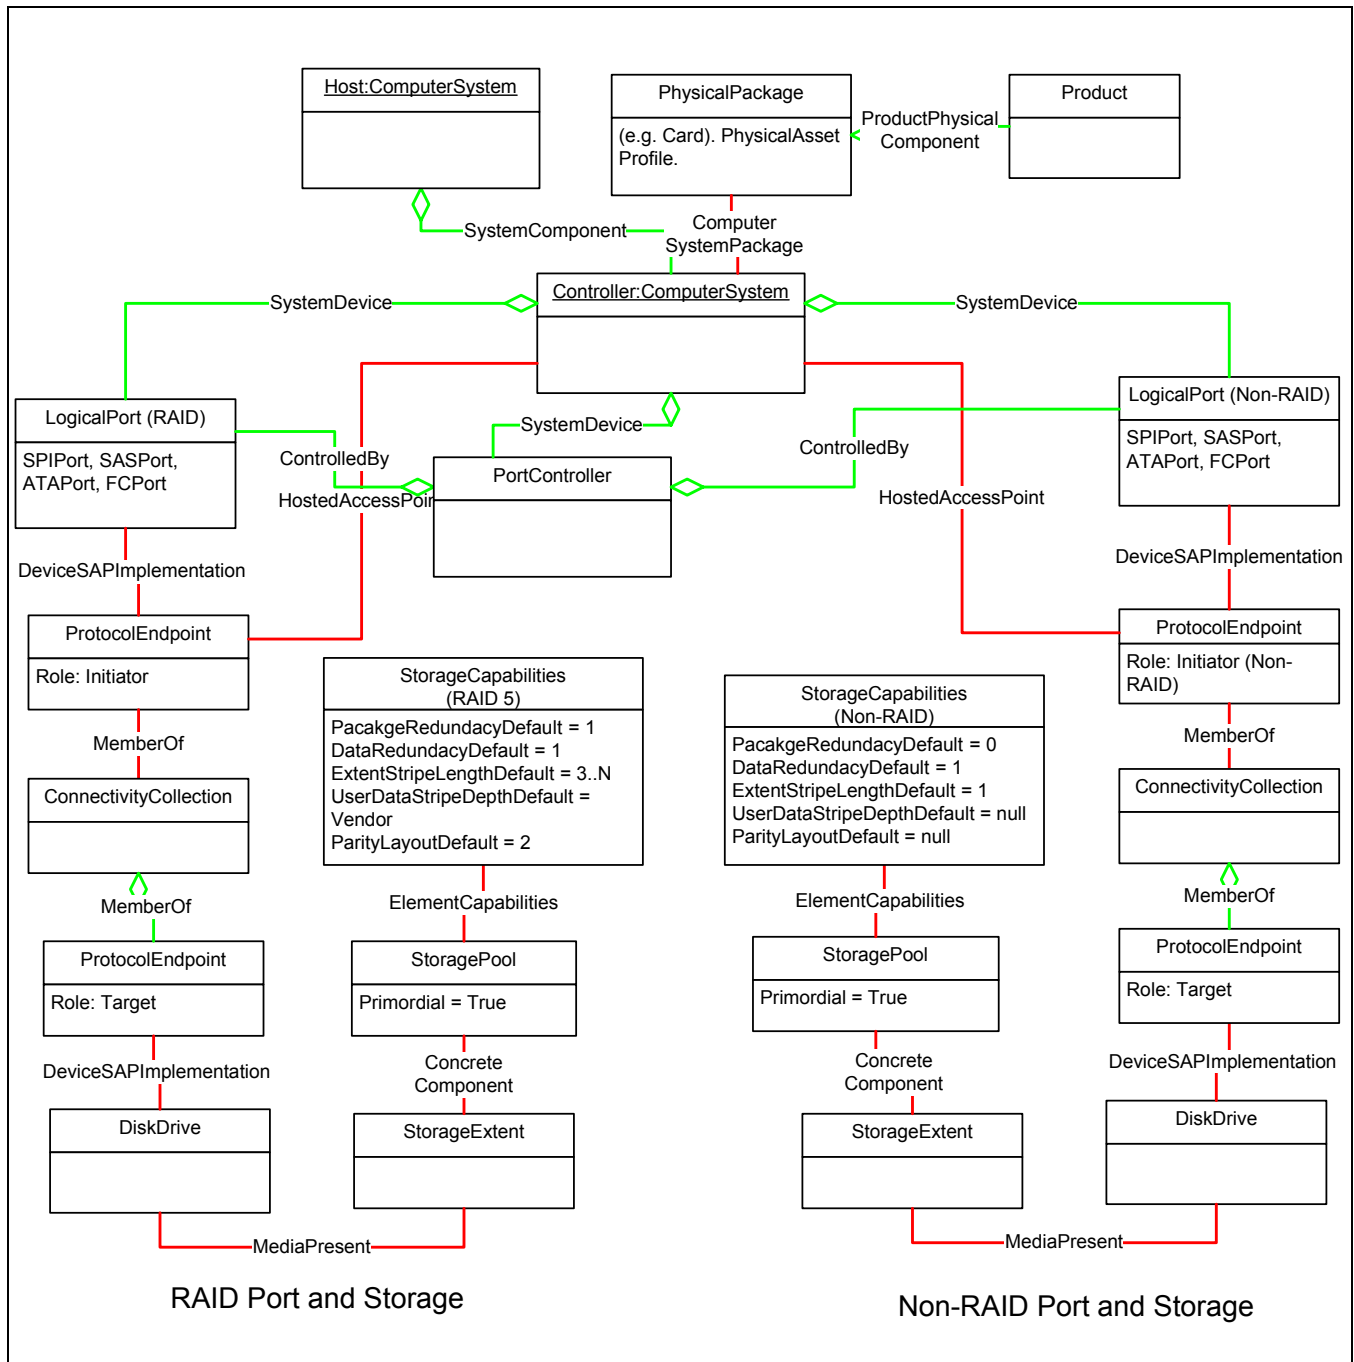 Host:ComputerSystem
PhysicalPackage
(e.g. Card). PhysicalAsset
Profile.
Product
ProductPhysical
Component
SystemComponent
Computer
SystemPackage
Controller:ComputerSystem
SystemDevice
SystemDevice
SystemDevice
LogicalPort (RAID)
SPIPort, SASPort,
ATAPort, FCPort
ControlledBy
HostedAccessPoin
PortController
ControlledBy
HostedAccessPoint
LogicalPort (Non-RAID)
SPIPort, SASPort,
ATAPort, FCPort
DeviceSAPImplementation
DeviceSAPImplementation
ProtocolEndpoint
Role: Initiator
ProtocolEndpoint
Role: Initiator (Non-
RAID)
StorageCapabilities
(RAID 5)
PacakgeRedundacyDefault = 1
DataRedundacyDefault = 1
ExtentStripeLengthDefault = 3..N
UserDataStripeDepthDefault =
Vendor
ParityLayoutDefault = 2
StorageCapabilities
(Non-RAID)
PacakgeRedundacyDefault = 0
DataRedundacyDefault = 1
ExtentStripeLengthDefault = 1
UserDataStripeDepthDefault = null
ParityLayoutDefault = null
MemberOf
MemberOf
ConnectivityCollection
ConnectivityCollection
MemberOf
ElementCapabilities
ElementCapabilities
MemberOf
ProtocolEndpoint
Role: Target
StoragePool
Primordial = True
StoragePool
Primordial = True
ProtocolEndpoint
Role: Target
DeviceSAPImplementation
Concrete
Component
Concrete
Component
DeviceSAPImplementation
DiskDrive
StorageExtent
StorageExtent
DiskDrive
MediaPresent
MediaPresent
RAID Port and Storage
Non-RAID Port and Storage